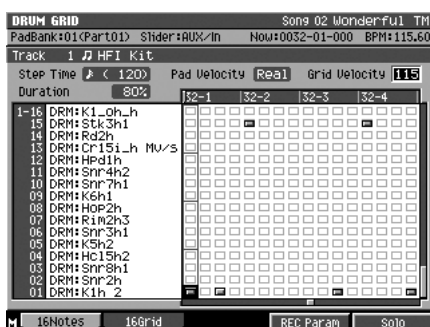 DRUM GRID Song 02 Wonderful TM
PadBank:01(Part01) Slider:AUX/In Now:0032-01-000 BPM=115.60
Track 1 HFI Kit
Step Time ( 120) Pad Velocity Real Grid Velocity 115
Duration 80%
32-1 32-2 32-3 32-4
1-16 DRM:K1_oh_h
15 DRM:Stk3h1
14 DRM:Rd2h
13 DRM:Cr15i_h MV/S
12 DRM:HPd1h
11 DRM:Snr4h2
10 DRM:Snr7h1
09 DRM:K6h1
08 DRM:HOP2h
07 DRM:Rim2h3
06 DRM:Snr3h1
05 DRM:K5h2
04 DRM:HCl5h2
03 DRM:Snr8h1
02 DRM:Snr2h
01 DRM:K1h_2
M 16Notes 16Grid REC Param Solo